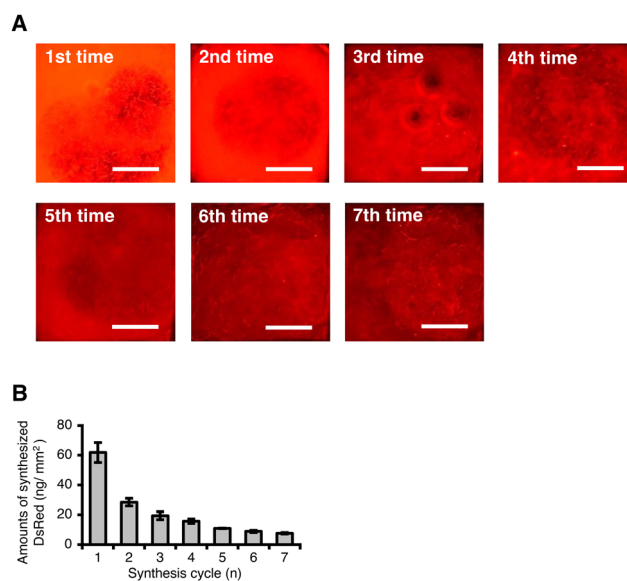 A
1st time
2nd time
3rd time
4th time
5th time
6th time
7th time
B
Amounts of synthesized
DsRed (ng/ mm²)
80
60
40
20
0
1 2 3 4 5 6 7
Synthesis cycle (n)